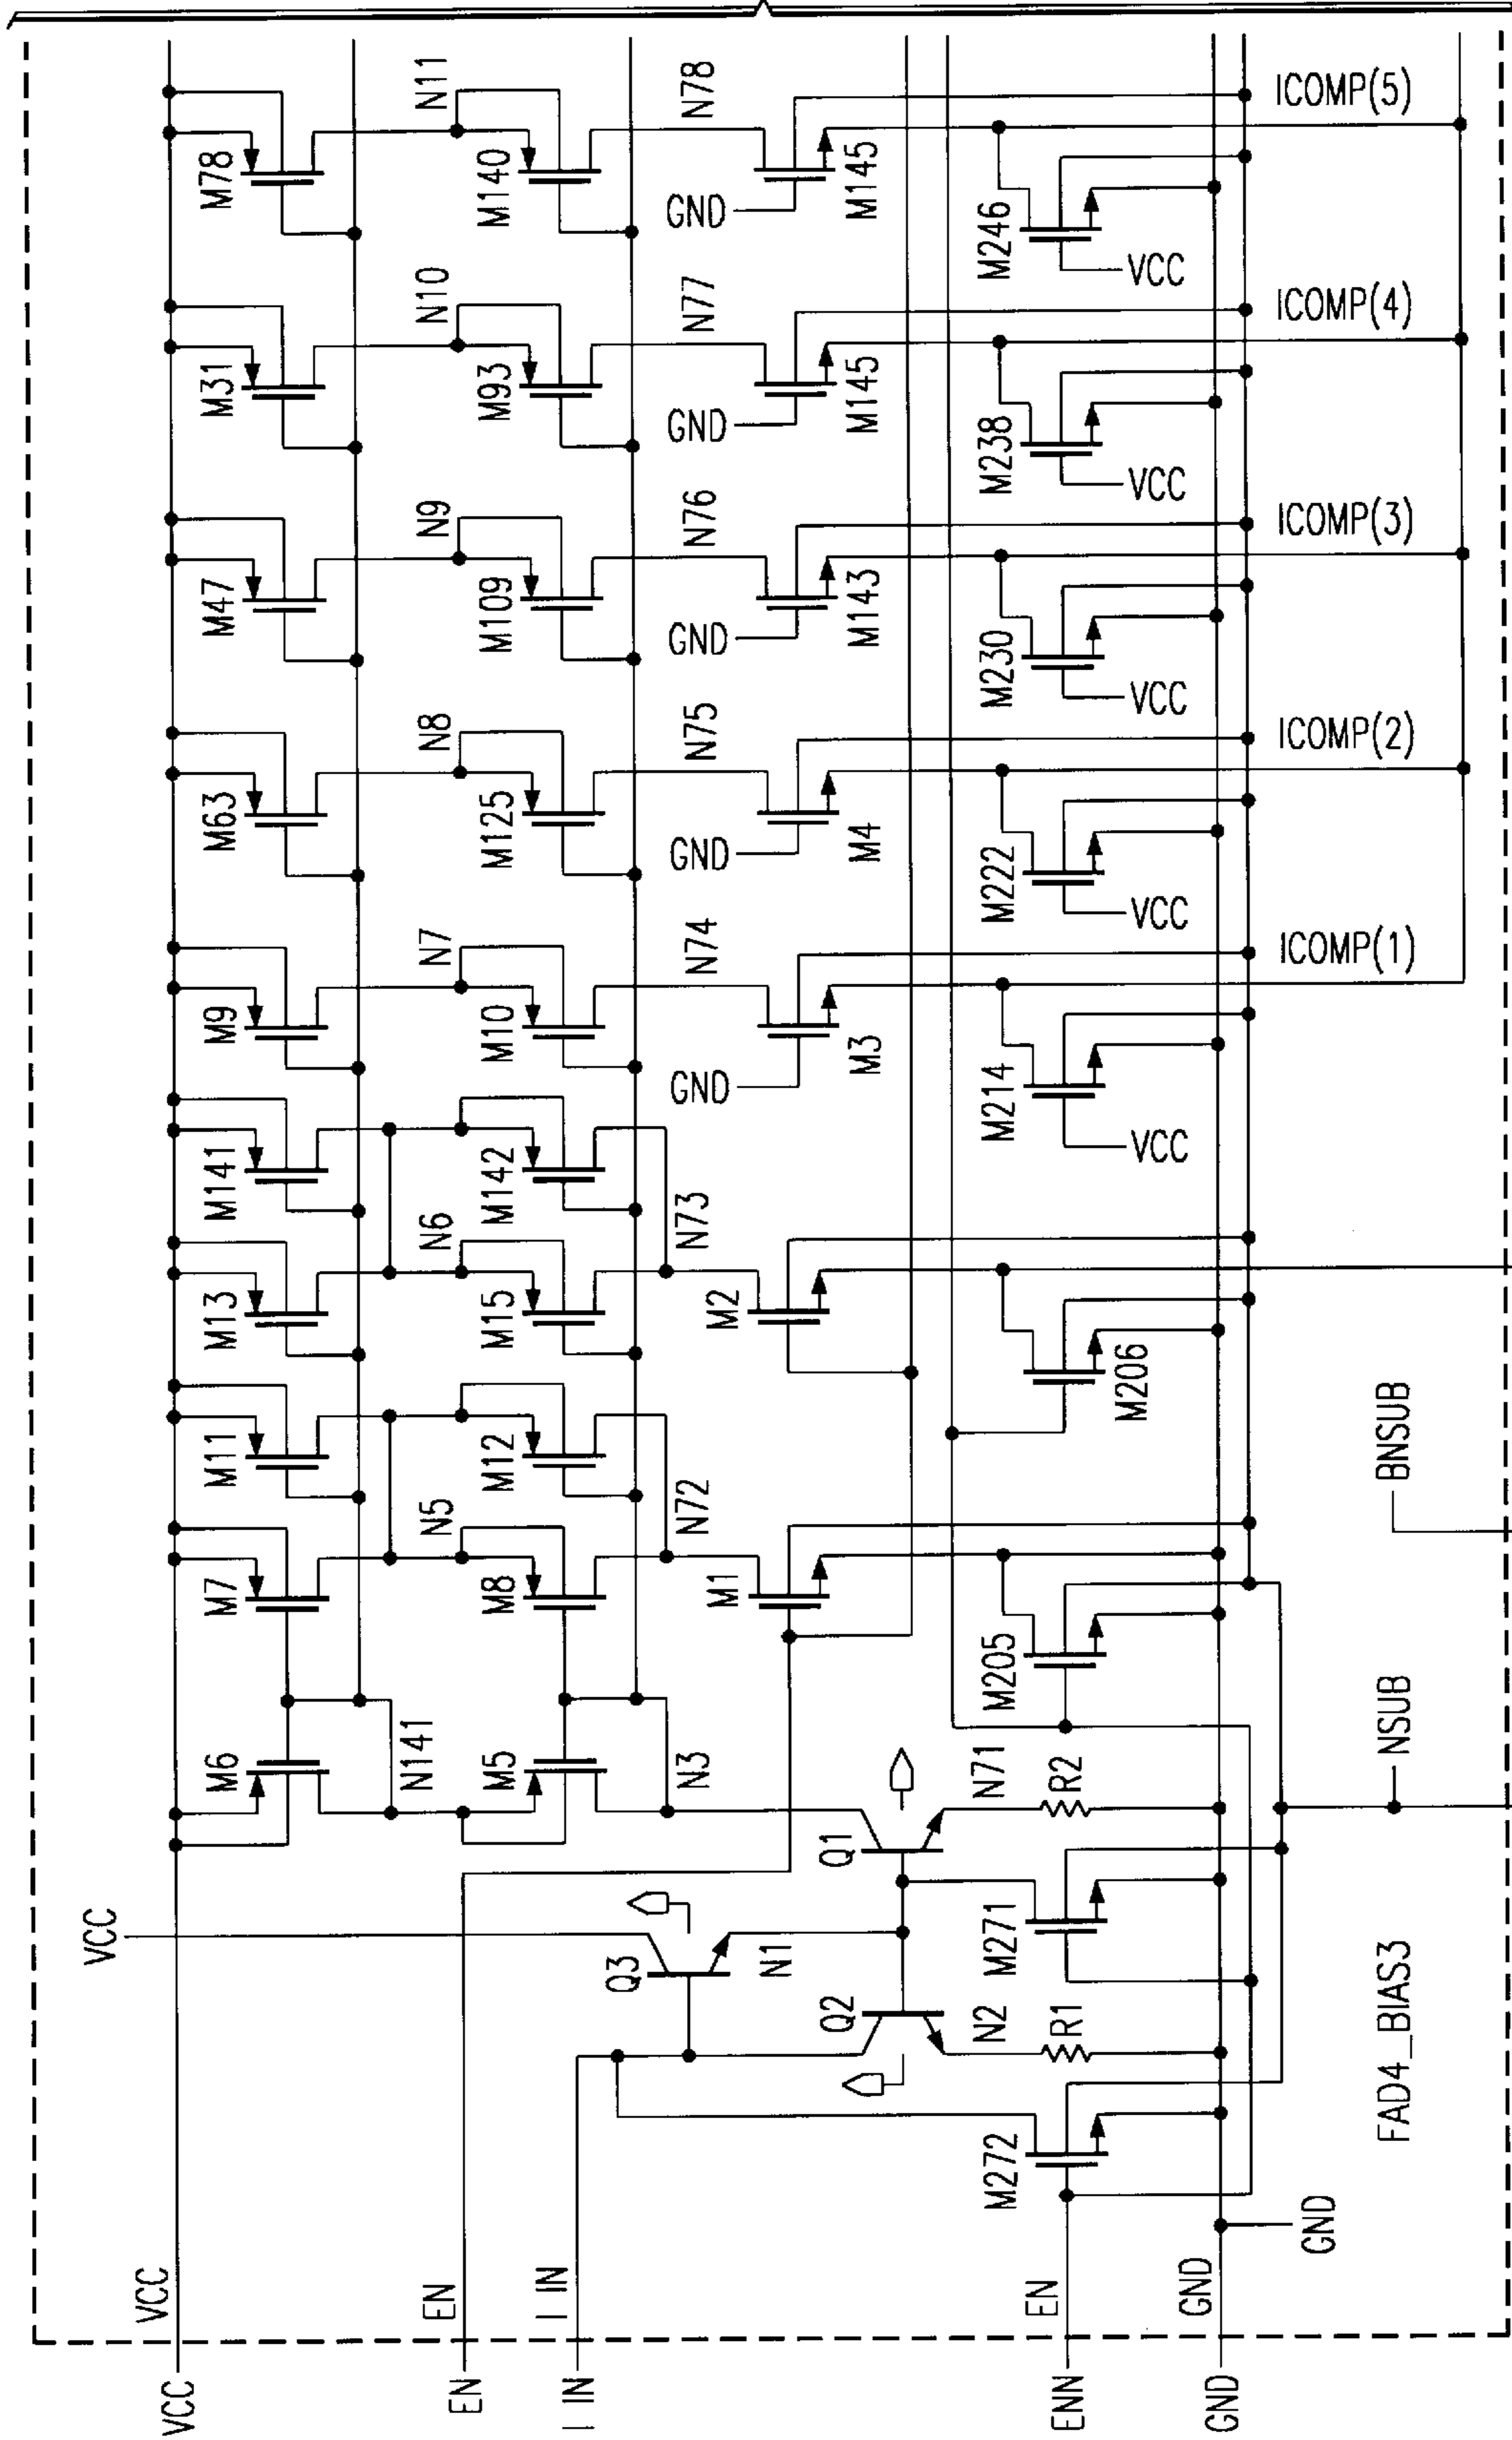 VCC
EN
I IN
ENN
GND
VCC
EN
I IN
EN
GND
GND
VCC
M6
M7
M11
M13
M141
M9
M63
M47
M31
M78
N141
N5
N6
N7
N8
N9
N10
N11
M5
M8
M12
M15
M142
M10
M125
M109
M93
M140
N3
N72
N73
N74
N75
N76
N77
N78
Q3
N1
Q2
Q1
M1
M2
GND
GND
GND
GND
GND
M3
M4
M143
M145
M145
M272
N2
R1
M271
N71
R2
M205
M206
M214
M222
M230
M238
M246
VCC
VCC
VCC
VCC
VCC
ICOMP(1)
ICOMP(2)
ICOMP(3)
ICOMP(4)
ICOMP(5)
FAD4_BIAS3
NSUB
BNSUB